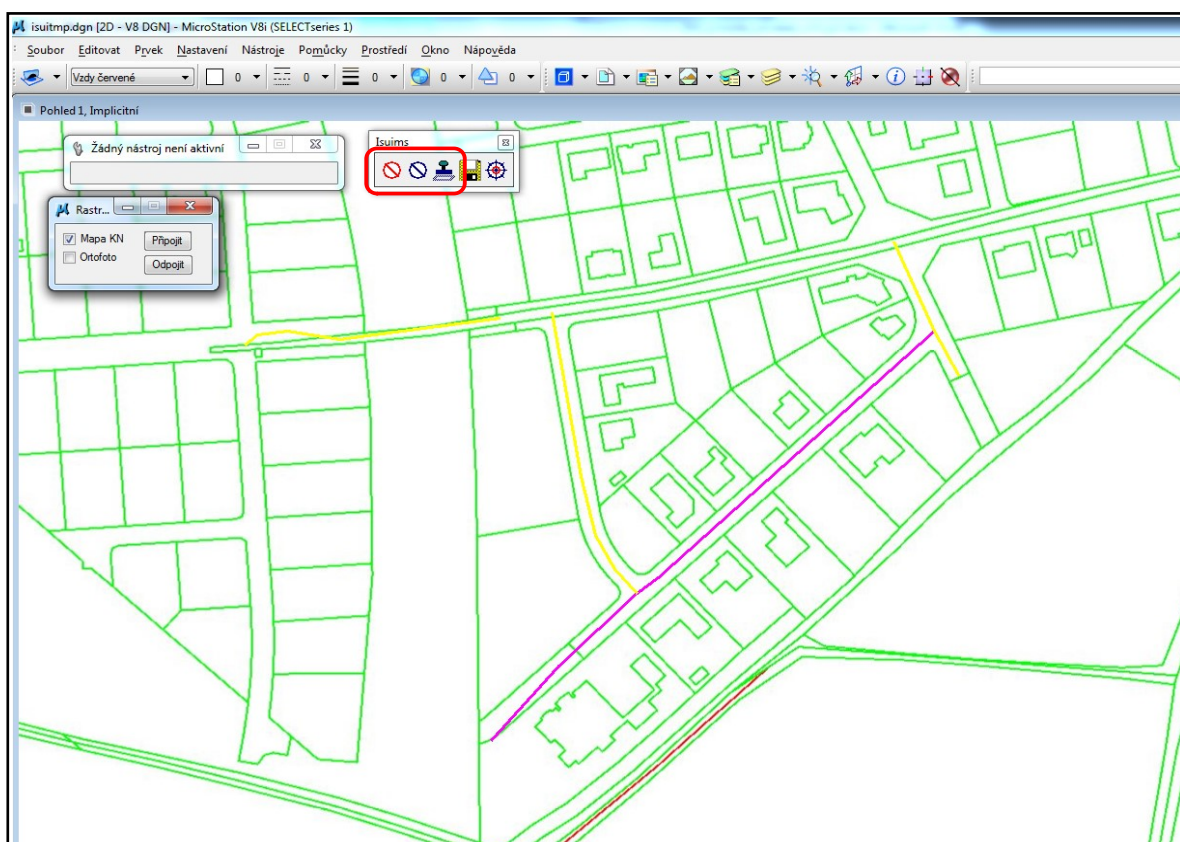 isuitmp.dgn [2D - V8 DGN] - MicroStation V8i (SELECTseries 1)
Soubor Editovat Prvek Nastavení Nástroje Pomůcky Prostředí Okno Nápověda
Vzdy červené 0 0 0 0 0
Pohled 1, Implicitní
Žádný nástroj není aktivní
Isuims
Rastr...
Mapa KN Připojit
Ortofoto Odpojit